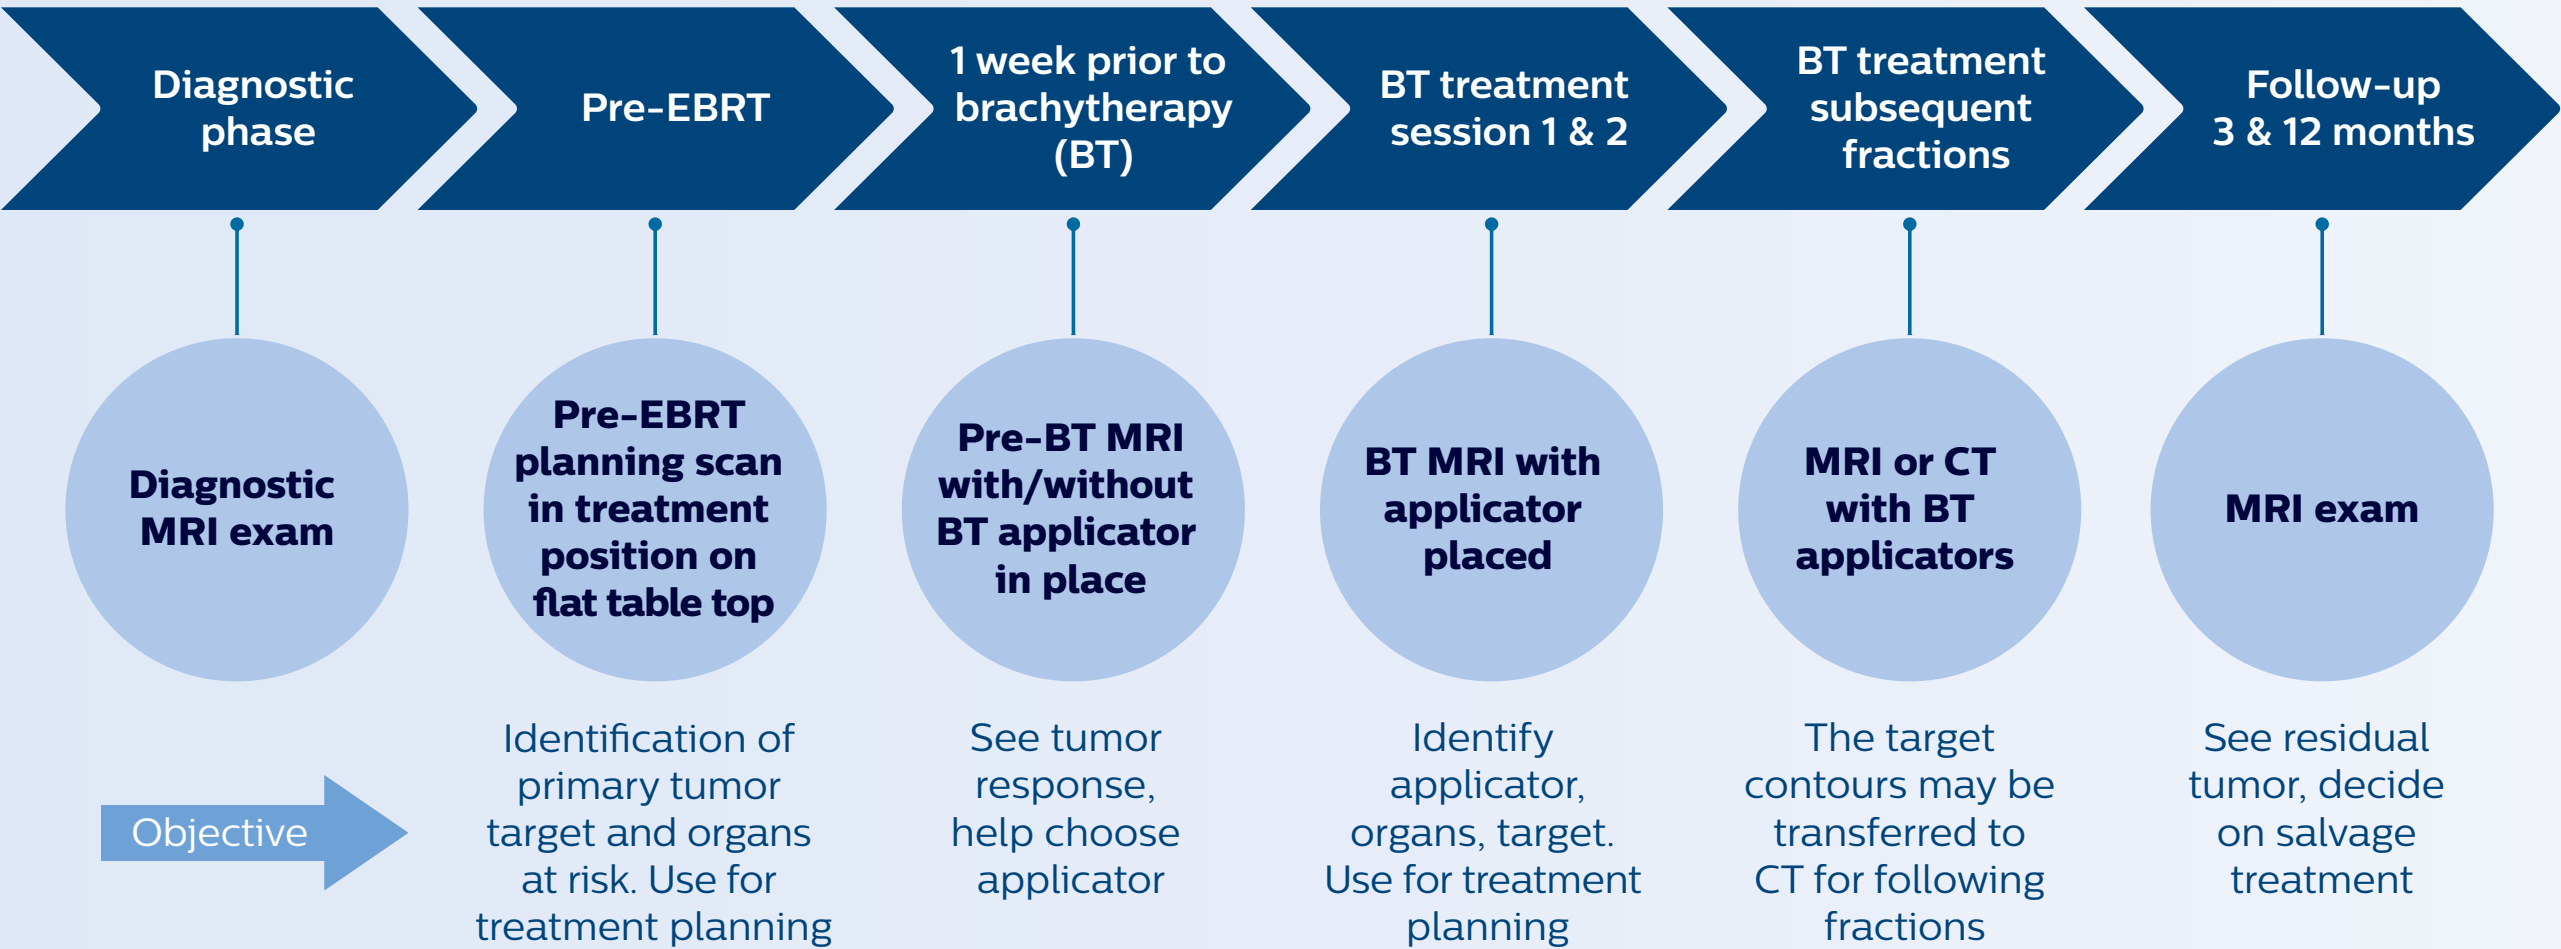 Diagnostic
phase
Pre-EBRT
1 week prior to
brachytherapy
(BT)
BT treatment
session 1 & 2
BT treatment
subsequent
fractions
Follow-up
3 & 12 months
Diagnostic
MRI exam
Pre-EBRT
planning scan
in treatment
position on
flat table top
Pre-BT MRI
with/without
BT applicator
in place
BT MRI with
applicator
placed
MRI or CT
with BT
applicators
MRI exam
Objective
Identification of
primary tumor
target and organs
at risk. Use for
treatment planning
See tumor
response,
help choose
applicator
Identify
applicator,
organs, target.
Use for treatment
planning
The target
contours may be
transferred to
CT for following
fractions
See residual
tumor, decide
on salvage
treatment